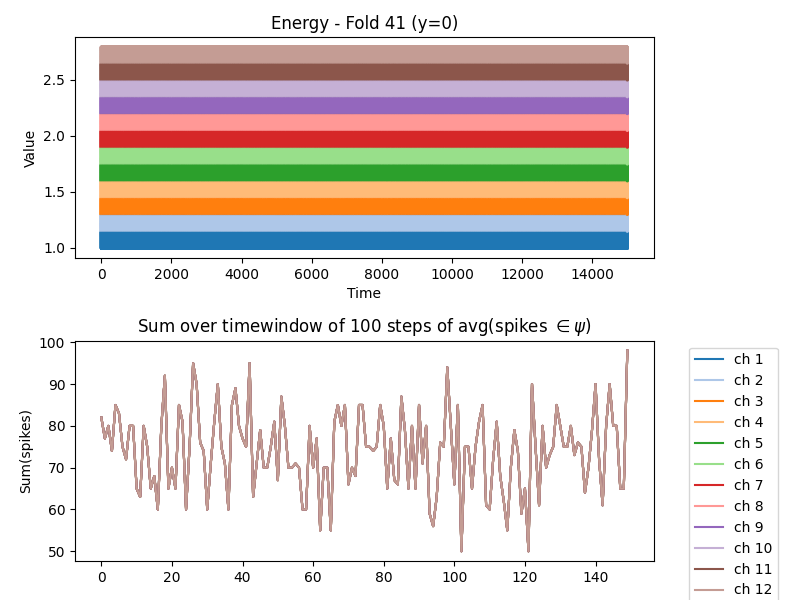 Energy - Fold 41 (y=0)
Value
2.5
2.0
1.5
1.0
0 2000 4000 6000 8000 10000 12000 14000
Time
Sum over timewindow of 100 steps of avg(spikes ∈ ψ)
Sum(spikes)
100
90
80
70
60
50
0 20 40 60 80 100 120 140
ch 1
ch 2
ch 3
ch 4
ch 5
ch 6
ch 7
ch 8
ch 9
ch 10
ch 11
ch 12